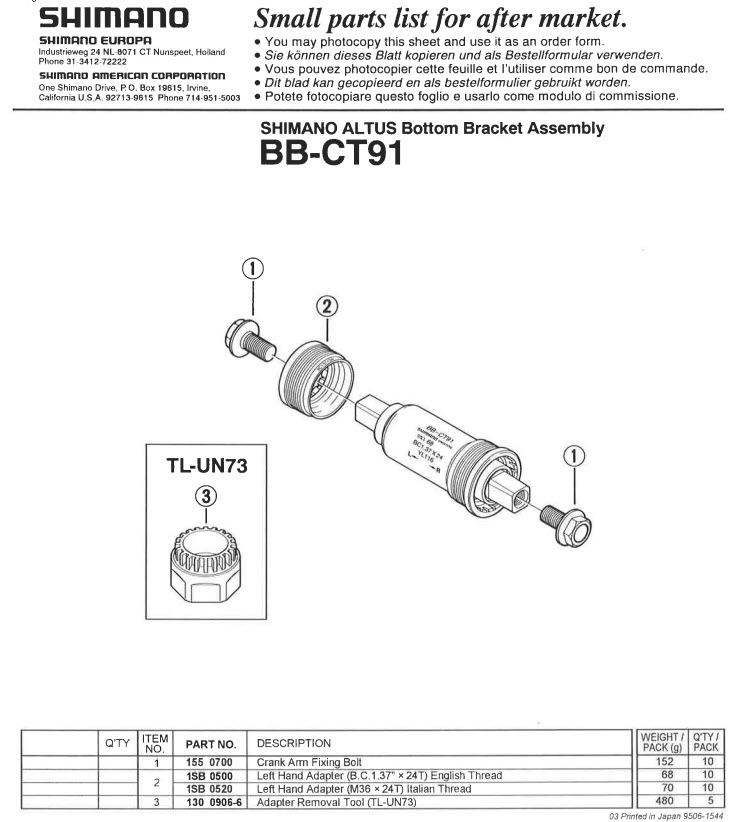 SHIMANO
SHIMANO EUROPA
Industrieweg 24 NL-8071 CT Nunspeet, Holland
Phone 31-3412-72222
SHIMANO AMERICAN CORPORATION
One Shimano Drive, P.O. Box 19615, Irvine,
California U.S.A. 92713-9615 Phone 714-951-5003
Small parts list for after market.
• You may photocopy this sheet and use it as an order form.
• Sie können dieses Blatt kopieren und als Bestellformular verwenden.
• Vous pouvez photocopier cette feuille et l'utiliser comme bon de commande.
• Dit blad kan gecopieerd en als bestelformulier gebruikt worden.
• Potete fotocopiare questo foglio e usarlo come modulo di commissione.
SHIMANO ALTUS Bottom Bracket Assembly
BB-CT91
1
2
BB-CT91
68
BC1.37X24
YL116
L R
1
TL-UN73
3
Q'TY ITEM NO. PART NO. DESCRIPTION WEIGHT / PACK (g) Q'TY / PACK
1 155 0700 Crank Arm Fixing Bolt 152 10
2 1SB 0500 Left Hand Adapter (B.C.1.37" × 24T) English Thread 68 10
1SB 0520 Left Hand Adapter (M36 × 24T) Italian Thread 70 10
3 130 0906-6 Adapter Removal Tool (TL-UN73) 480 5
03 Printed in Japan 9506-1544